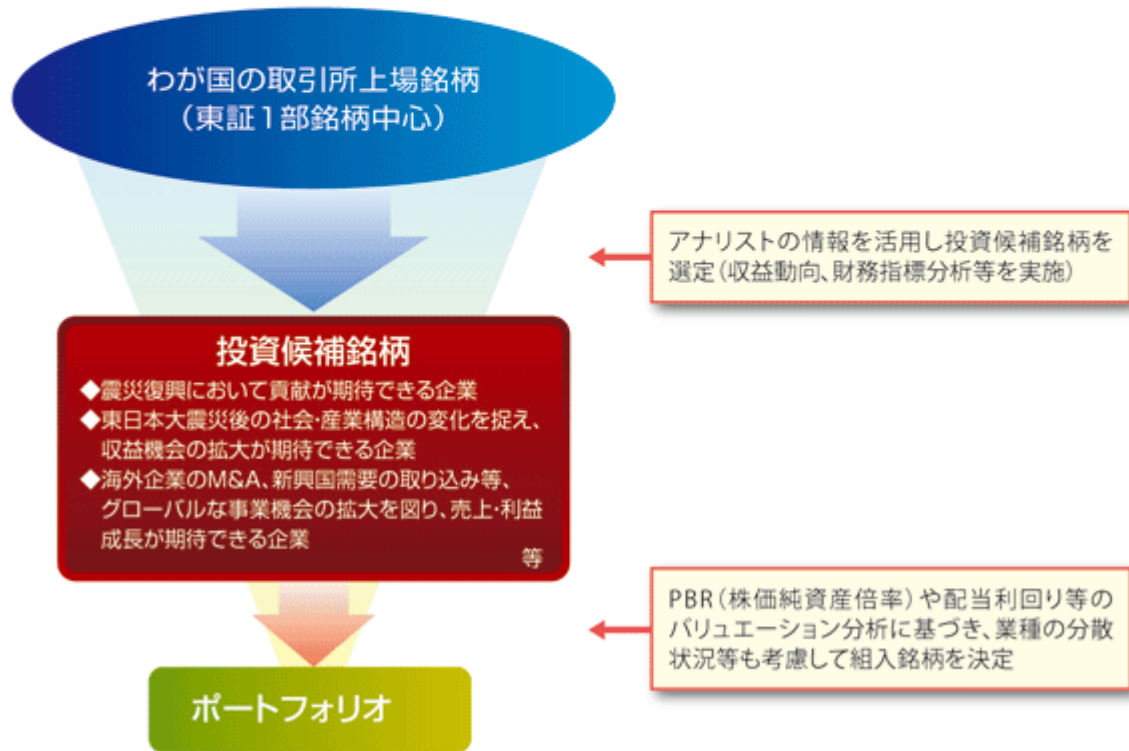 わが国の取引所上場銘柄
（東証1部銘柄中心）
アナリストの情報を活用し投資候補銘柄を
選定（収益動向、財務指標分析等を実施）
投資候補銘柄
◆震災復興において貢献が期待できる企業
◆東日本大震災後の社会・産業構造の変化を捉え、
収益機会の拡大が期待できる企業
◆海外企業のM&A、新興国需要の取り込み等、
グローバルな事業機会の拡大を図り、売上・利益
成長が期待できる企業
等
PBR（株価純資産倍率）や配当利回り等の
バリュエーション分析に基づき、業種の分散
状況等も考慮して組入銘柄を決定
ポートフォリオ